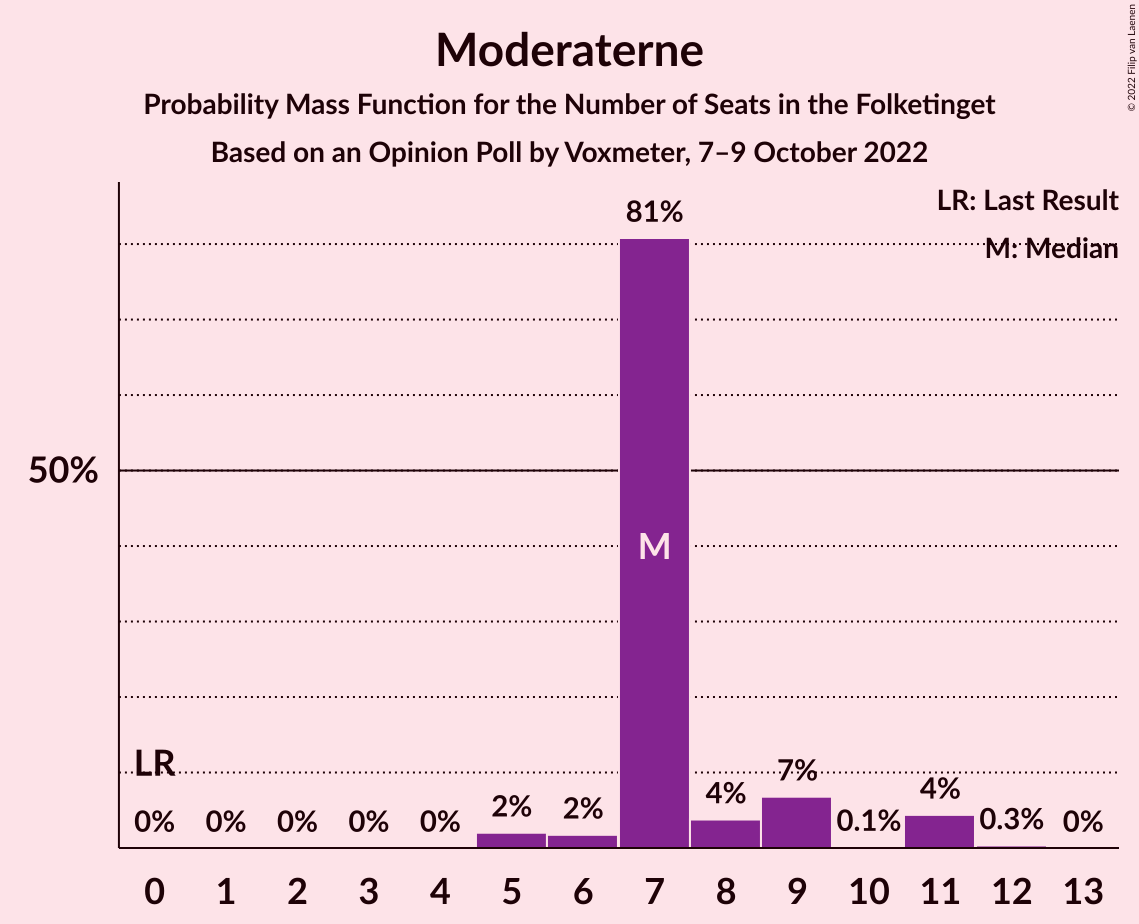 Moderaterne
Probability Mass Function for the Number of Seats in the Folketinget
Based on an Opinion Poll by Voxmeter, 7–9 October 2022
© 2022 Filip van Laenen
LR: Last Result
M: Median
81%
50%
M
LR
0% 0% 0% 0% 0% 2% 2% 4% 7% 0.1% 4% 0.3% 0%
0 1 2 3 4 5 6 7 8 9 10 11 12 13